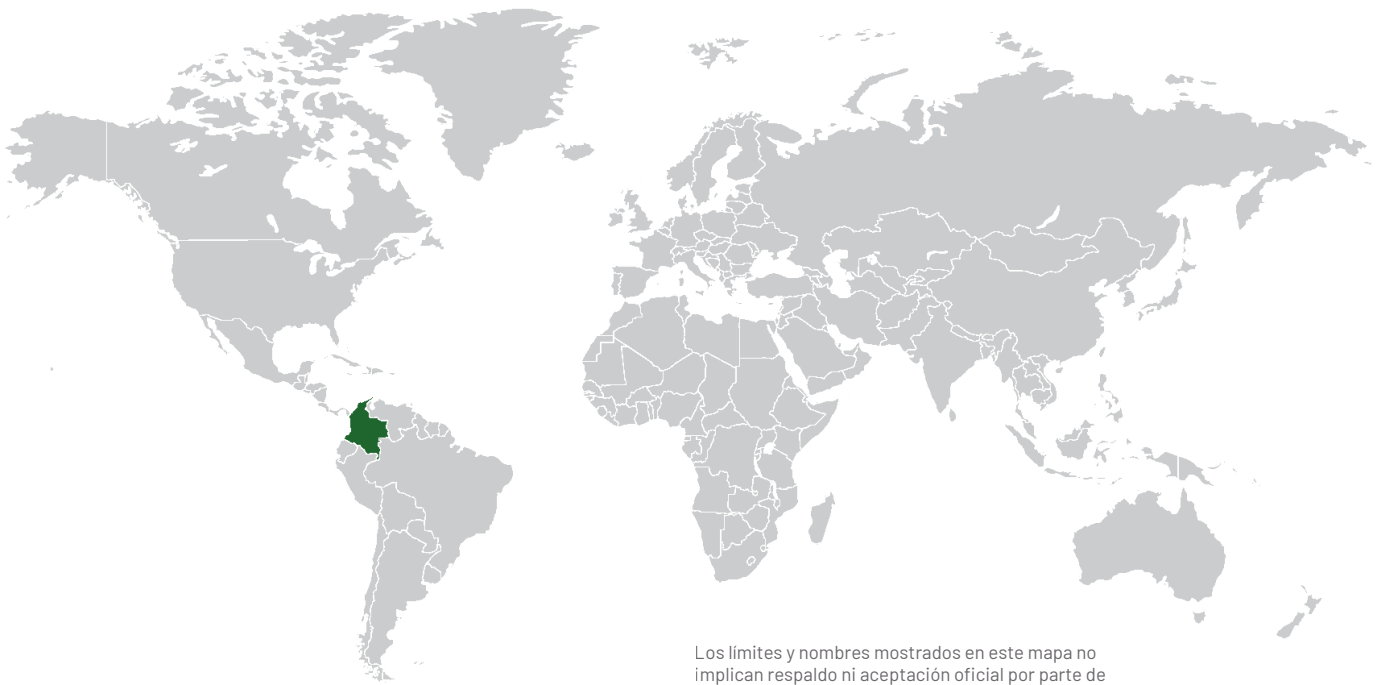 Los límites y nombres mostrados en este mapa no
implican respaldo ni aceptación oficial por parte de